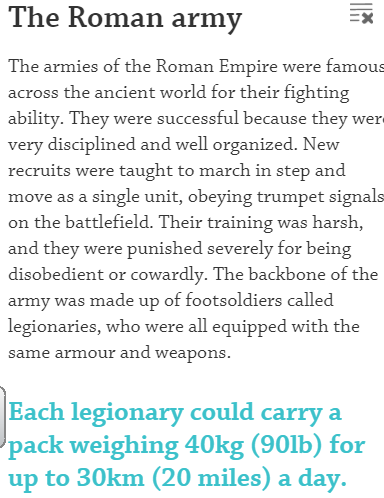 The Roman army
The armies of the Roman Empire were famous
across the ancient world for their fighting
ability. They were successful because they were
very disciplined and well organized. New
recruits were taught to march in step and
move as a single unit, obeying trumpet signals
on the battlefield. Their training was harsh,
and they were punished severely for being
disobedient or cowardly. The backbone of the
army was made up of footsoldiers called
legionaries, who were all equipped with the
same armour and weapons.
Each legionary could carry a
pack weighing 40kg (90lb) for
up to 30km (20 miles) a day.